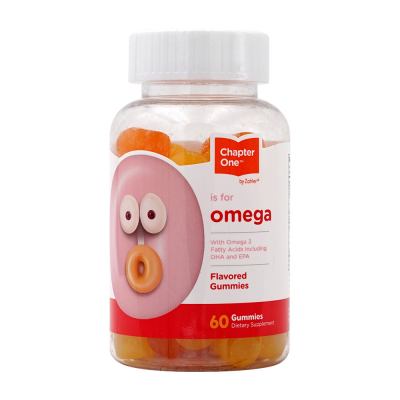 Chapter
One™
by Zahler®
is for
omega
With Omega 3
Fatty Acids Including
DHA and EPA
Flavored
Gummies
60 Gummies
Dietary Supplement